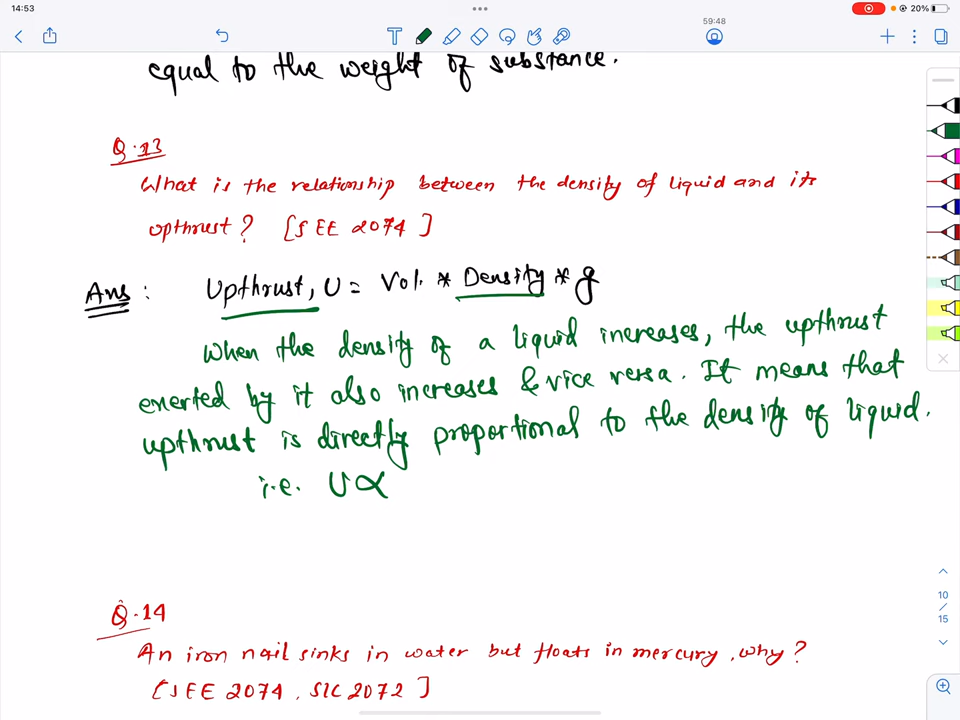 14:53
59:48
20%
equal to the weight of substance.
Q.13
What is the relationship between the density of liquid and its
upthrust? [SEE 2074]
Ans : Upthrust, U = Vol. * Density * g
When the density of a liquid increases, the upthrust
exerted by it also increases & vice versa. It means that
upthrust is directly proportional to the density of liquid.
i.e. U ∝
Q.14
An iron nail sinks in water but floats in mercury, why?
[SEE 2074, SLC 2072]
10
/
15